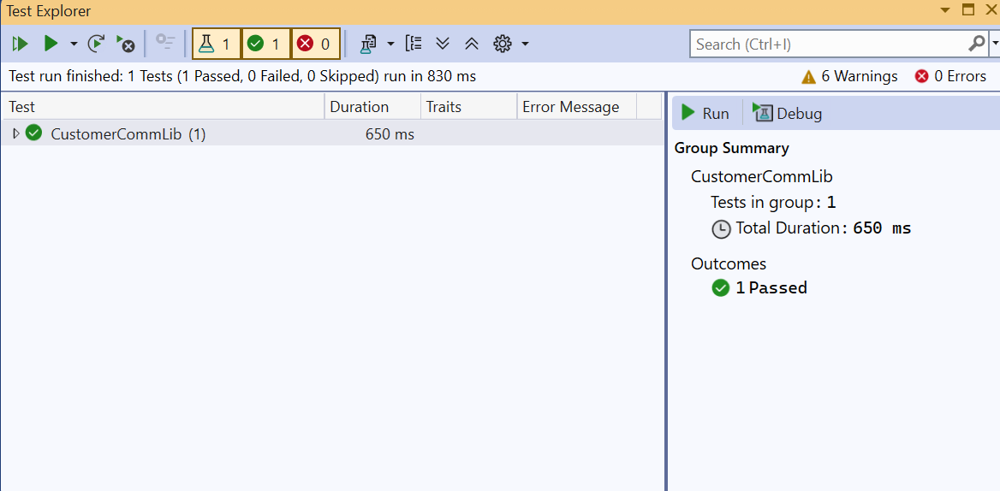 Test Explorer
1 1 0 Search (Ctrl+I)
Test run finished: 1 Tests (1 Passed, 0 Failed, 0 Skipped) run in 830 ms 6 Warnings 0 Errors
Test Duration Traits Error Message
CustomerCommLib (1) 650 ms
Run Debug
Group Summary
CustomerCommLib
Tests in group: 1
Total Duration: 650 ms
Outcomes
1 Passed